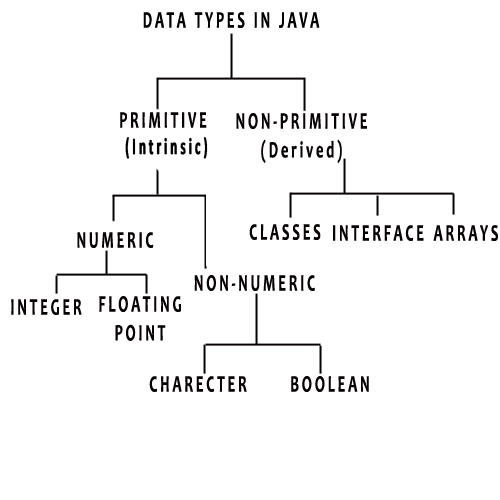 DATA TYPES IN JAVA
PRIMITIVE
(Intrinsic)
NON-PRIMITIVE
(Derived)
NUMERIC
CLASSES INTERFACE ARRAYS
NON-NUMERIC
INTEGER
FLOATING
POINT
CHARECTER
BOOLEAN